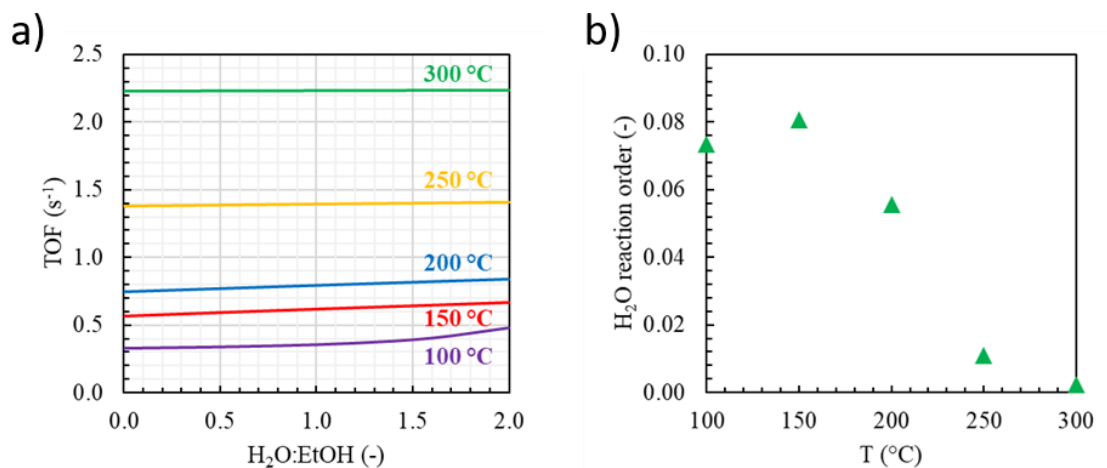 a)
TOF (s⁻¹)
2.5
2.0
1.5
1.0
0.5
0.0
300 °C
250 °C
200 °C
150 °C
100 °C
0.0 0.5 1.0 1.5 2.0
H₂O:EtOH (-)
b)
H₂O reaction order (-)
0.10
0.08
0.06
0.04
0.02
0.00
100 150 200 250 300
T (°C)